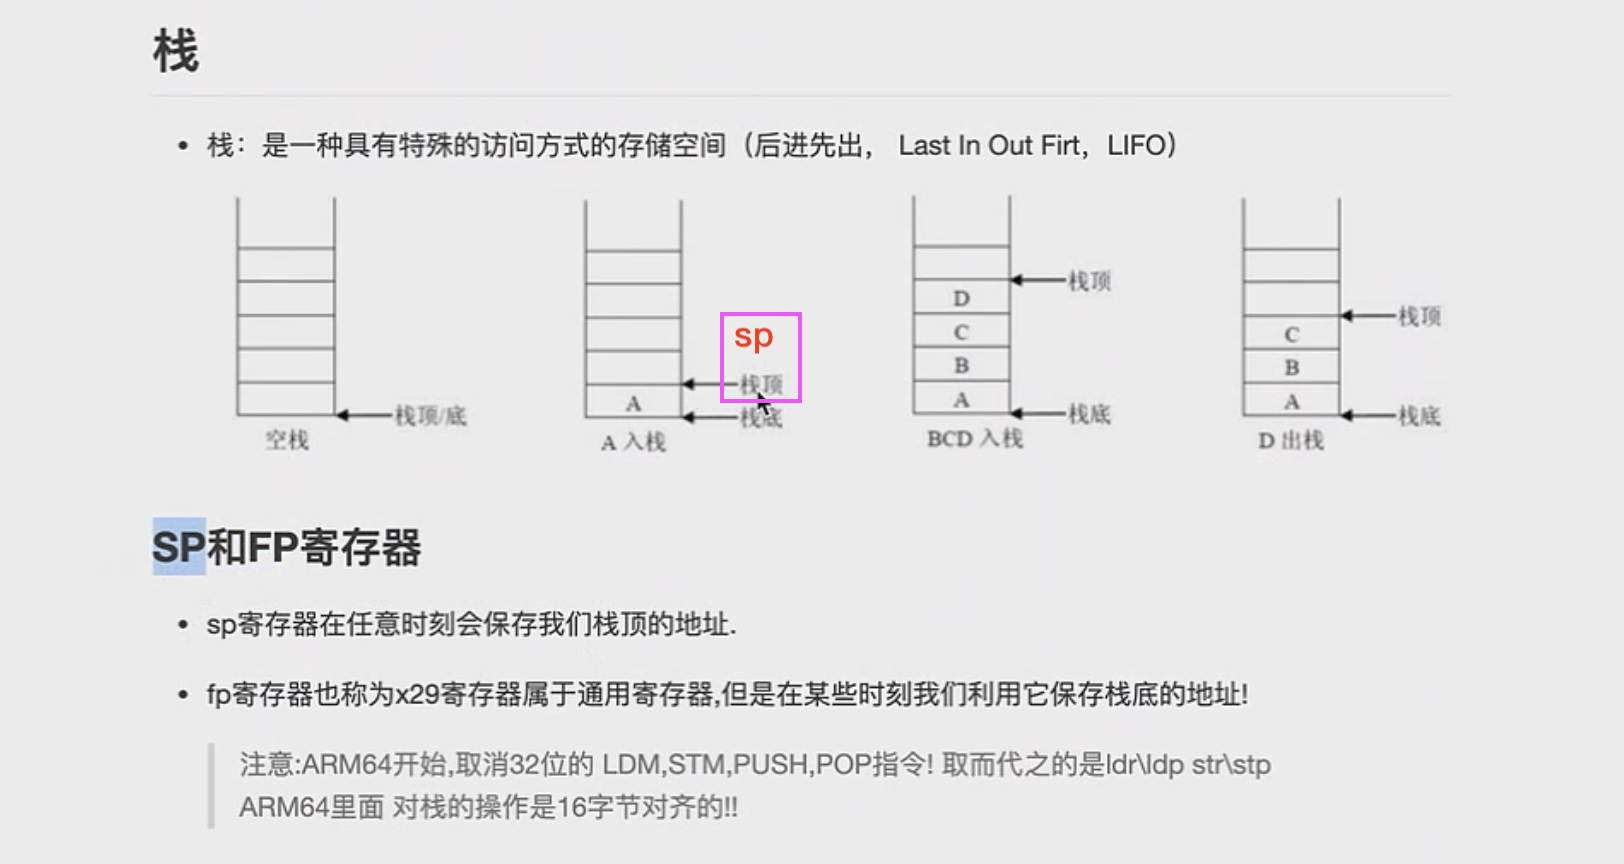 栈
• 栈：是一种具有特殊的访问方式的存储空间（后进先出， Last In Out Firt，LIFO）
栈顶/底
空栈
sp
栈顶
A
栈底
A 入栈
栈顶
D
C
B
A
栈底
BCD 入栈
栈顶
C
B
A
栈底
D 出栈
SP和FP寄存器
• sp寄存器在任意时刻会保存我们栈顶的地址.
• fp寄存器也称为x29寄存器属于通用寄存器,但是在某些时刻我们利用它保存栈底的地址!
注意:ARM64开始,取消32位的 LDM,STM,PUSH,POP指令! 取而代之的是ldr\ldp str\stp
ARM64里面 对栈的操作是16字节对齐的!!